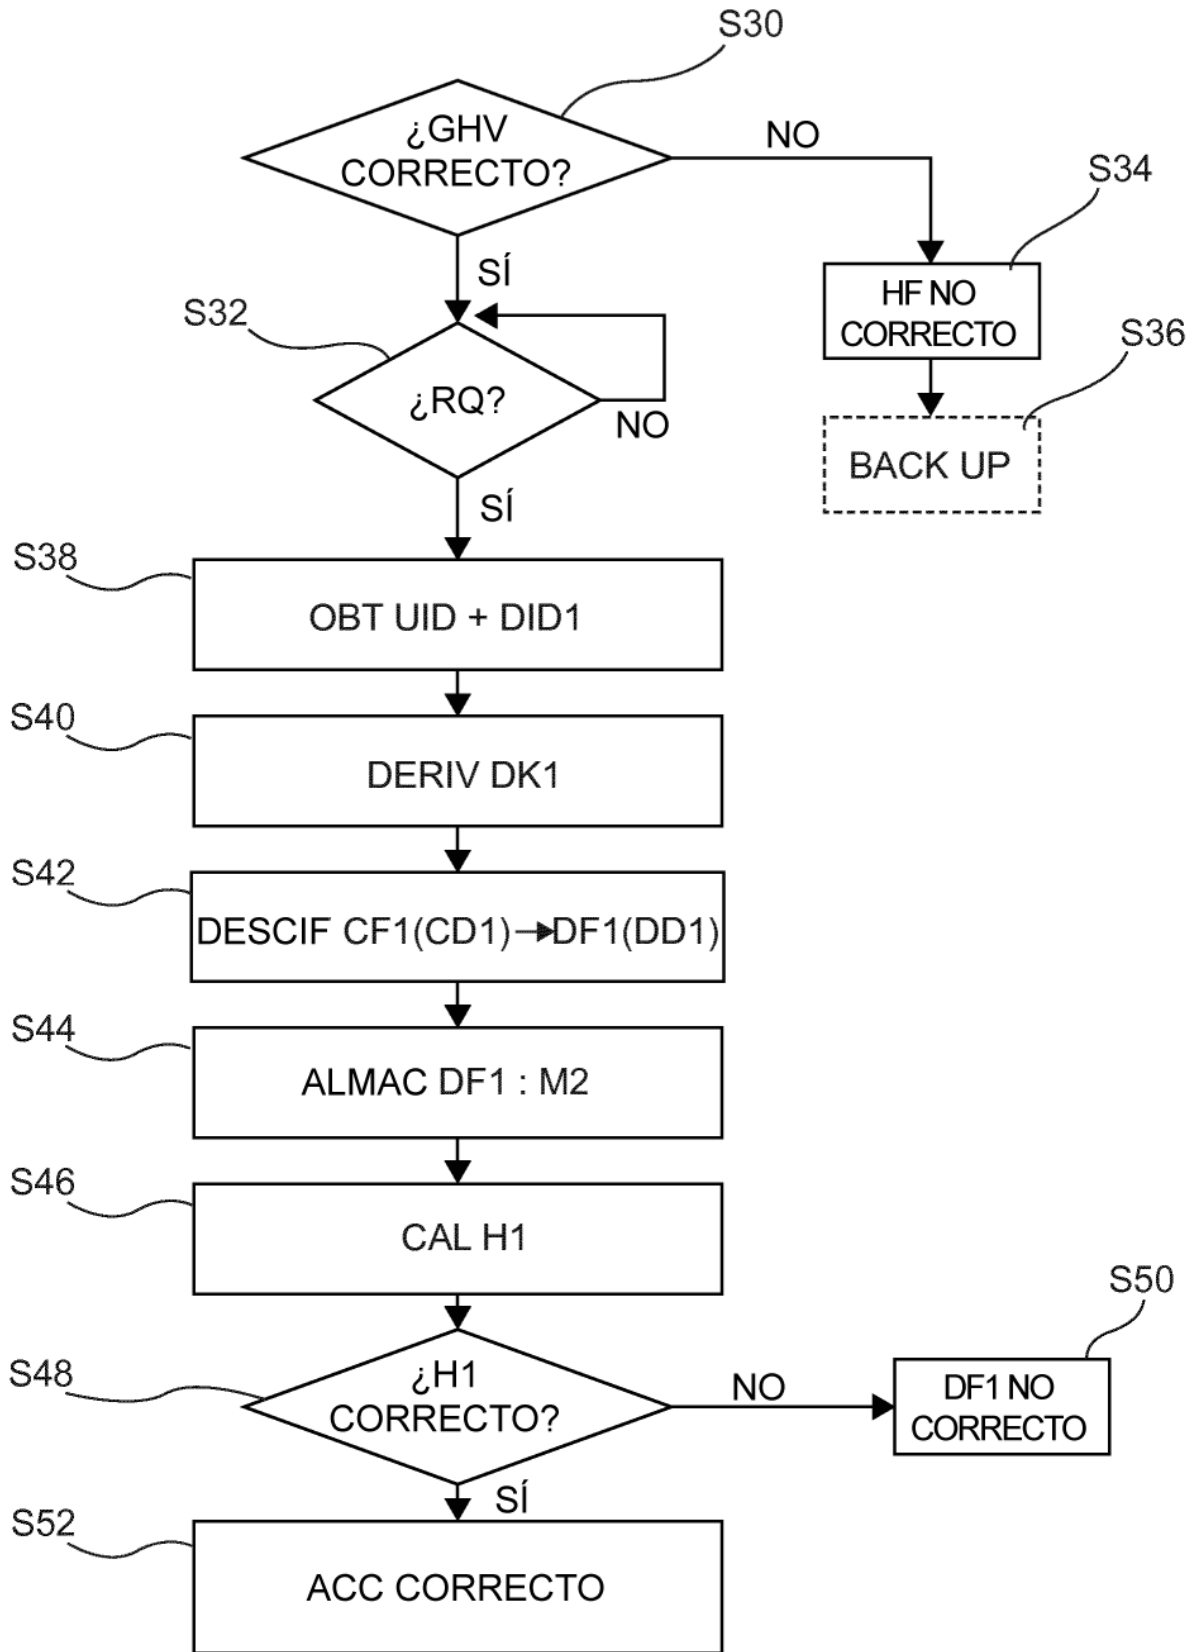 S30
¿GHV
CORRECTO?
NO
S34
SÍ
HF NO
CORRECTO
S32
S36
¿RQ?
NO
BACK UP
SÍ
S38
OBT UID + DID1
S40
DERIV DK1
S42
DESCIF CF1(CD1)→DF1(DD1)
S44
ALMAC DF1 : M2
S46
CAL H1
S50
S48
¿H1
CORRECTO?
NO
DF1 NO
CORRECTO
SÍ
S52
ACC CORRECTO